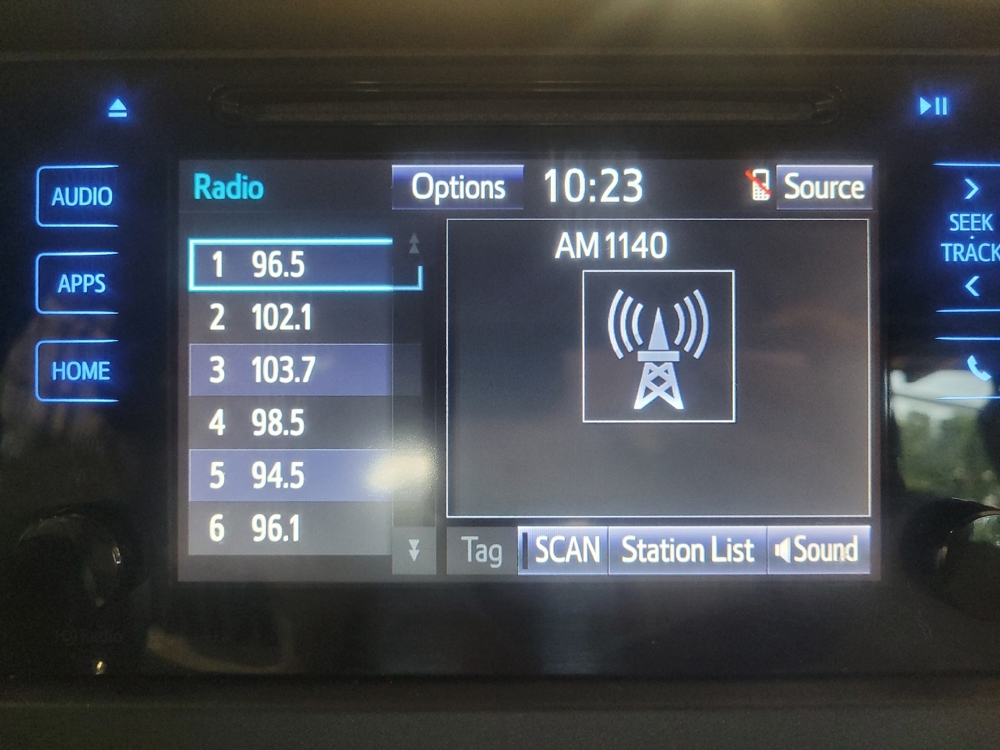 AUDIO
APPS
HOME
Radio
Options
10:23
Source
1 96.5
2 102.1
3 103.7
4 98.5
5 94.5
6 96.1
AM 1140
Tag
SCAN
Station List
Sound
SEEK
TRACK